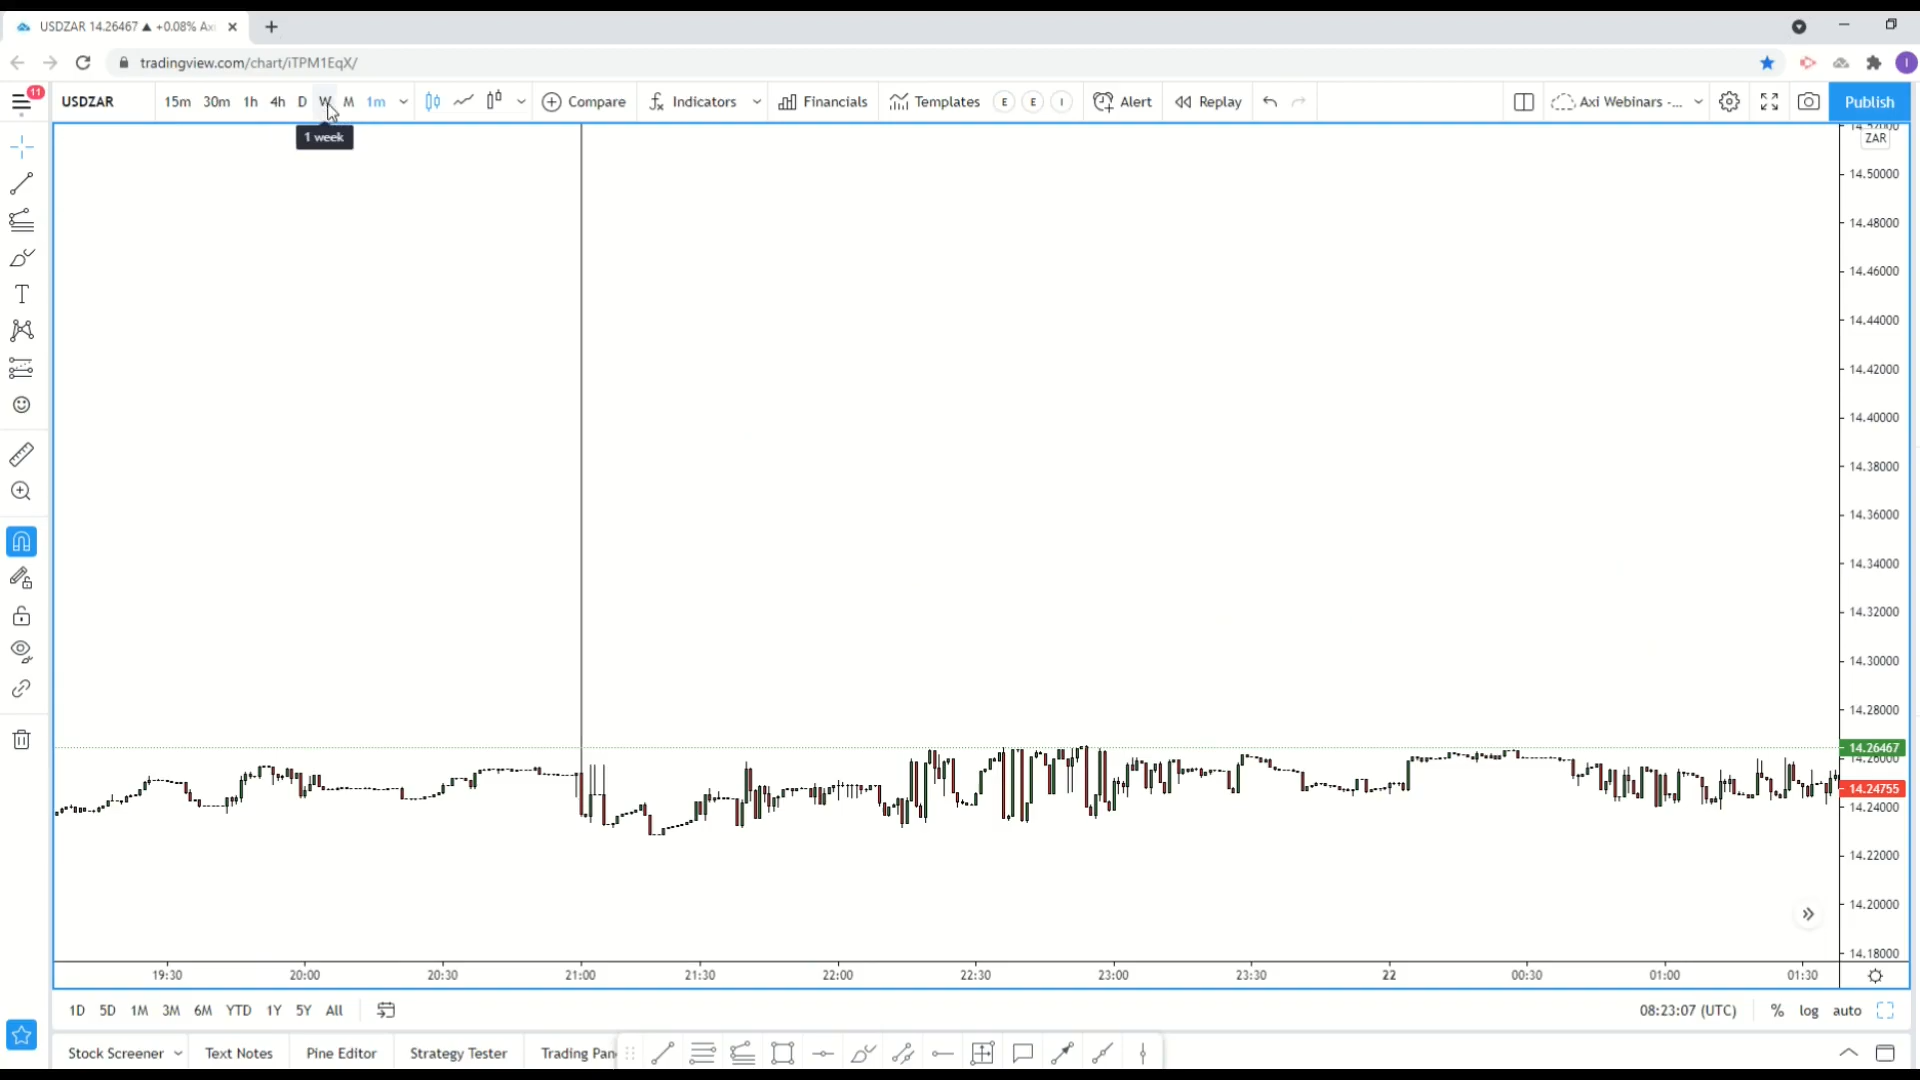 USDZAR 14.26467 ▲ +0.08% Ax
tradingview.com/chart/iTPM1EqX/
11
USDZAR 15m 30m 1h 4h D W M 1m Compare Indicators Financials Templates E E I Alert Replay Axi Webinars -... Publish
1 week
14.52000
ZAR
14.50000
14.48000
14.46000
14.44000
14.42000
14.40000
14.38000
14.36000
14.34000
14.32000
14.30000
14.28000
14.26467
14.26000
14.24755
14.24000
14.22000
14.20000
14.18000
19:30 20:00 20:30 21:00 21:30 22:00 22:30 23:00 23:30 22 00:30 01:00 01:30
1D 5D 1M 3M 6M YTD 1Y 5Y All 08:23:07 (UTC) % log auto
Stock Screener Text Notes Pine Editor Strategy Tester Trading Pan